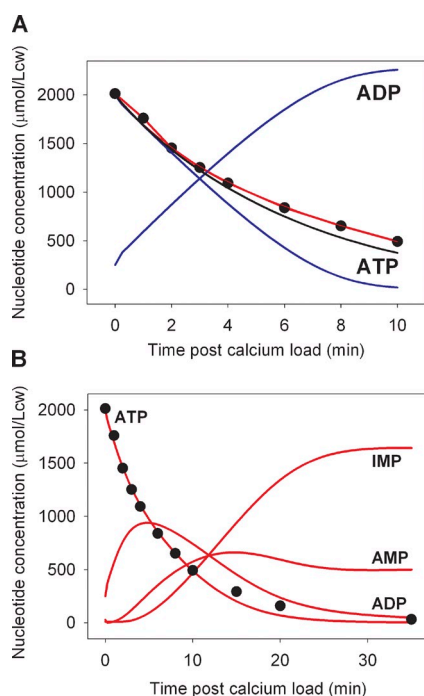 A
Nucleotide concentration (μmol/Lcw)
2000
1500
1000
500
0
ADP
ATP
0 2 4 6 8 10
Time post calcium load (min)
B
Nucleotide concentration (μmol/Lcw)
2000
1500
1000
500
0
ATP
IMP
AMP
ADP
0 10 20 30
Time post calcium load (min)